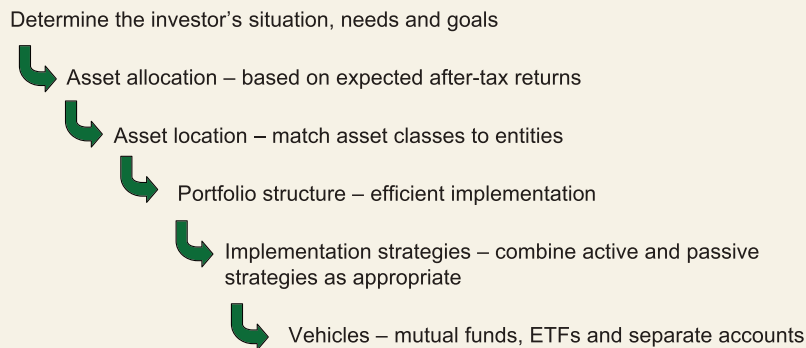 Determine the investor’s situation, needs and goals
Asset allocation – based on expected after-tax returns
Asset location – match asset classes to entities
Portfolio structure – efficient implementation
Implementation strategies – combine active and passive
strategies as appropriate
Vehicles – mutual funds, ETFs and separate accounts